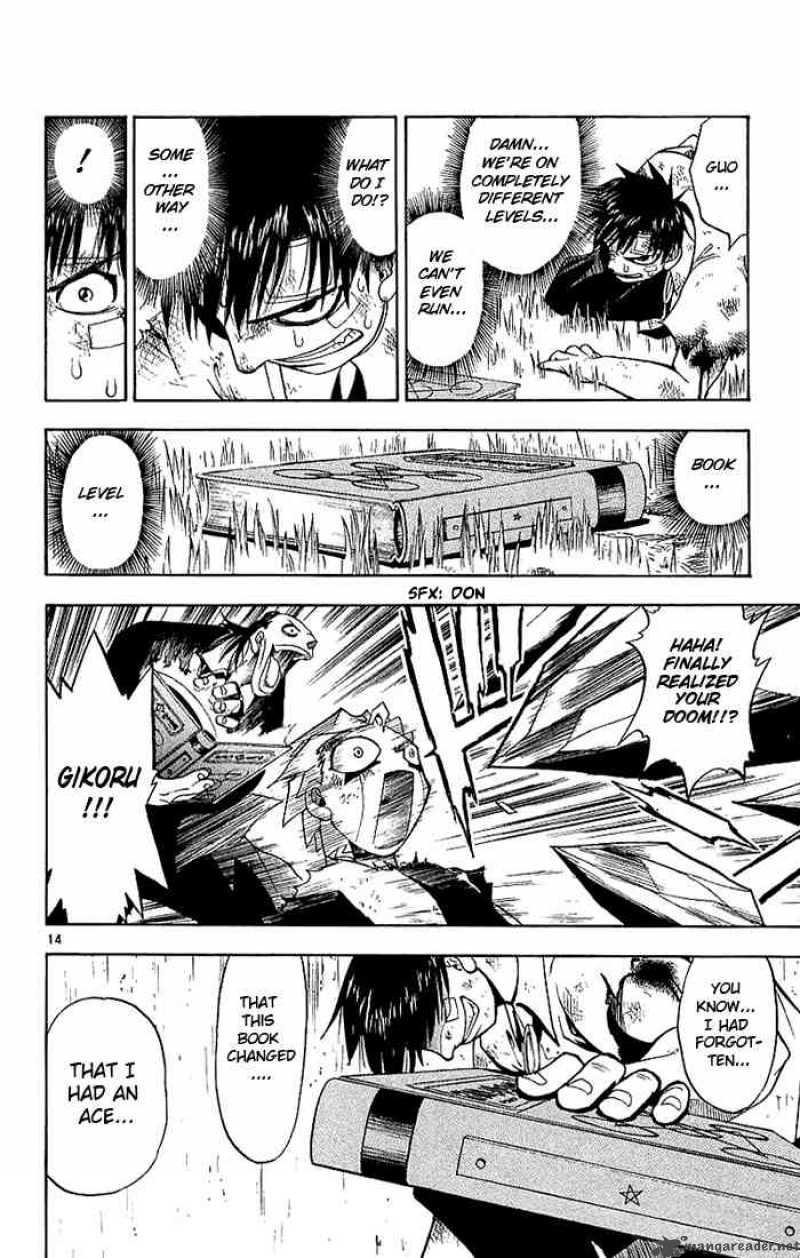 GUO
...
DAMN...
WE'RE ON
COMPLETELY
DIFFERENT
LEVELS...
WE
CAN'T
EVEN
RUN...
WHAT
DO I
DO!?
SOME
...
OTHER
WAY
...
!
BOOK
...
LEVEL
...
SFX: DON
HAHA!
FINALLY
REALIZED
YOUR
DOOM!!?
GIKORU
!!!
14
YOU
KNOW...
I HAD
FORGOT-
TEN...
THAT
THIS
BOOK
CHANGED
....
THAT I
HAD AN
ACE...
mangareader.net